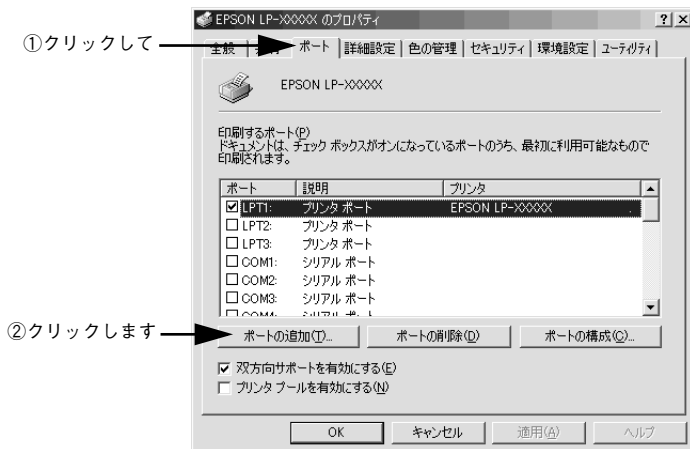 EPSON LP-XXXXX のプロパティ
①クリックして
全般 | 共有 ポート | 詳細設定 | 色の管理 | セキュリティ | 環境設定 | ユーティリティ
EPSON LP-XXXXX
印刷するポート(P)
ドキュメントは、チェック ボックスがオンになっているポートのうち、最初に利用可能なもので
印刷されます。
ポート 説明 プリンタ
LPT1: プリンタ ポート EPSON LP-XXXXX
LPT2: プリンタ ポート
LPT3: プリンタ ポート
COM1: シリアル ポート
COM2: シリアル ポート
COM3: シリアル ポート
COM4: シリアル ポート
②クリックします
ポートの追加(T)... ポートの削除(D) ポートの構成(C)...
双方向サポートを有効にする(E)
プリンタ プールを有効にする(N)
OK キャンセル 適用(A) ヘルプ